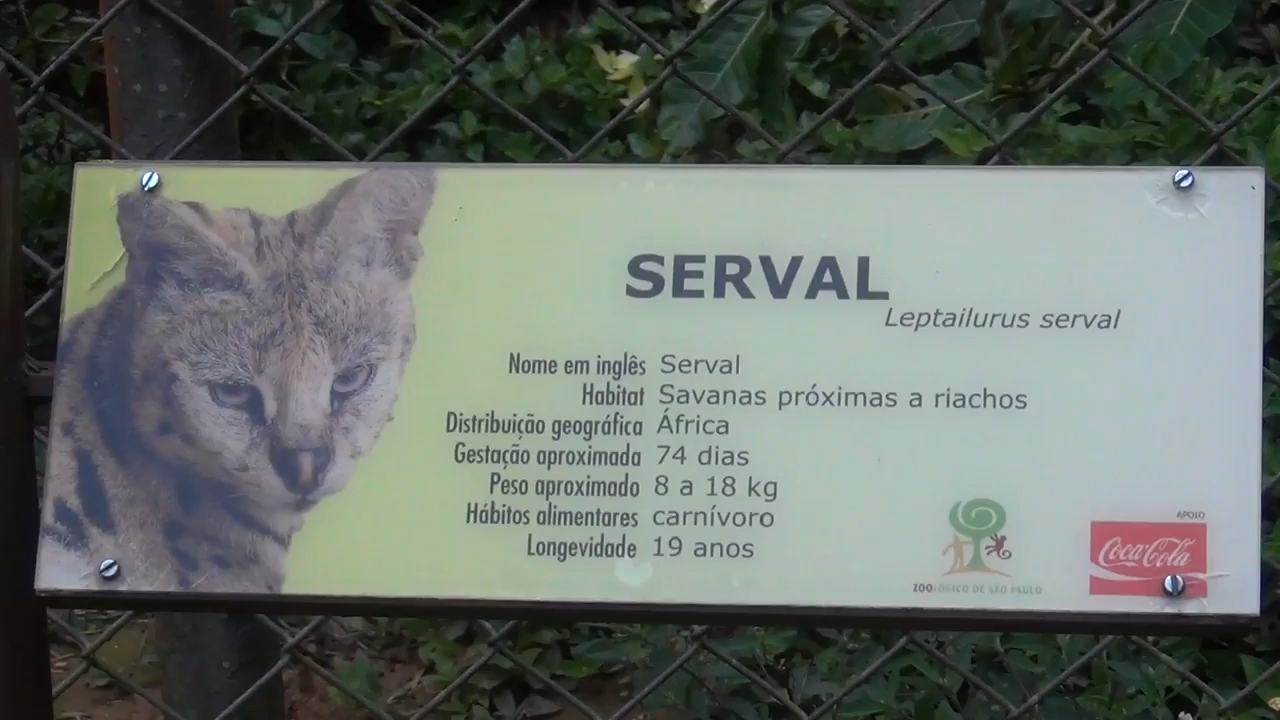 SERVAL
Leptailurus serval
Nome em inglês Serval
Habitat Savanas próximas a riachos
Distribuição geográfica África
Gestação aproximada 74 dias
Peso aproximado 8 a 18 kg
Hábitos alimentares carnívoro
Longevidade 19 anos
ZOOLÓGICO DE SÃO PAULO
APOIO
Coca-Cola